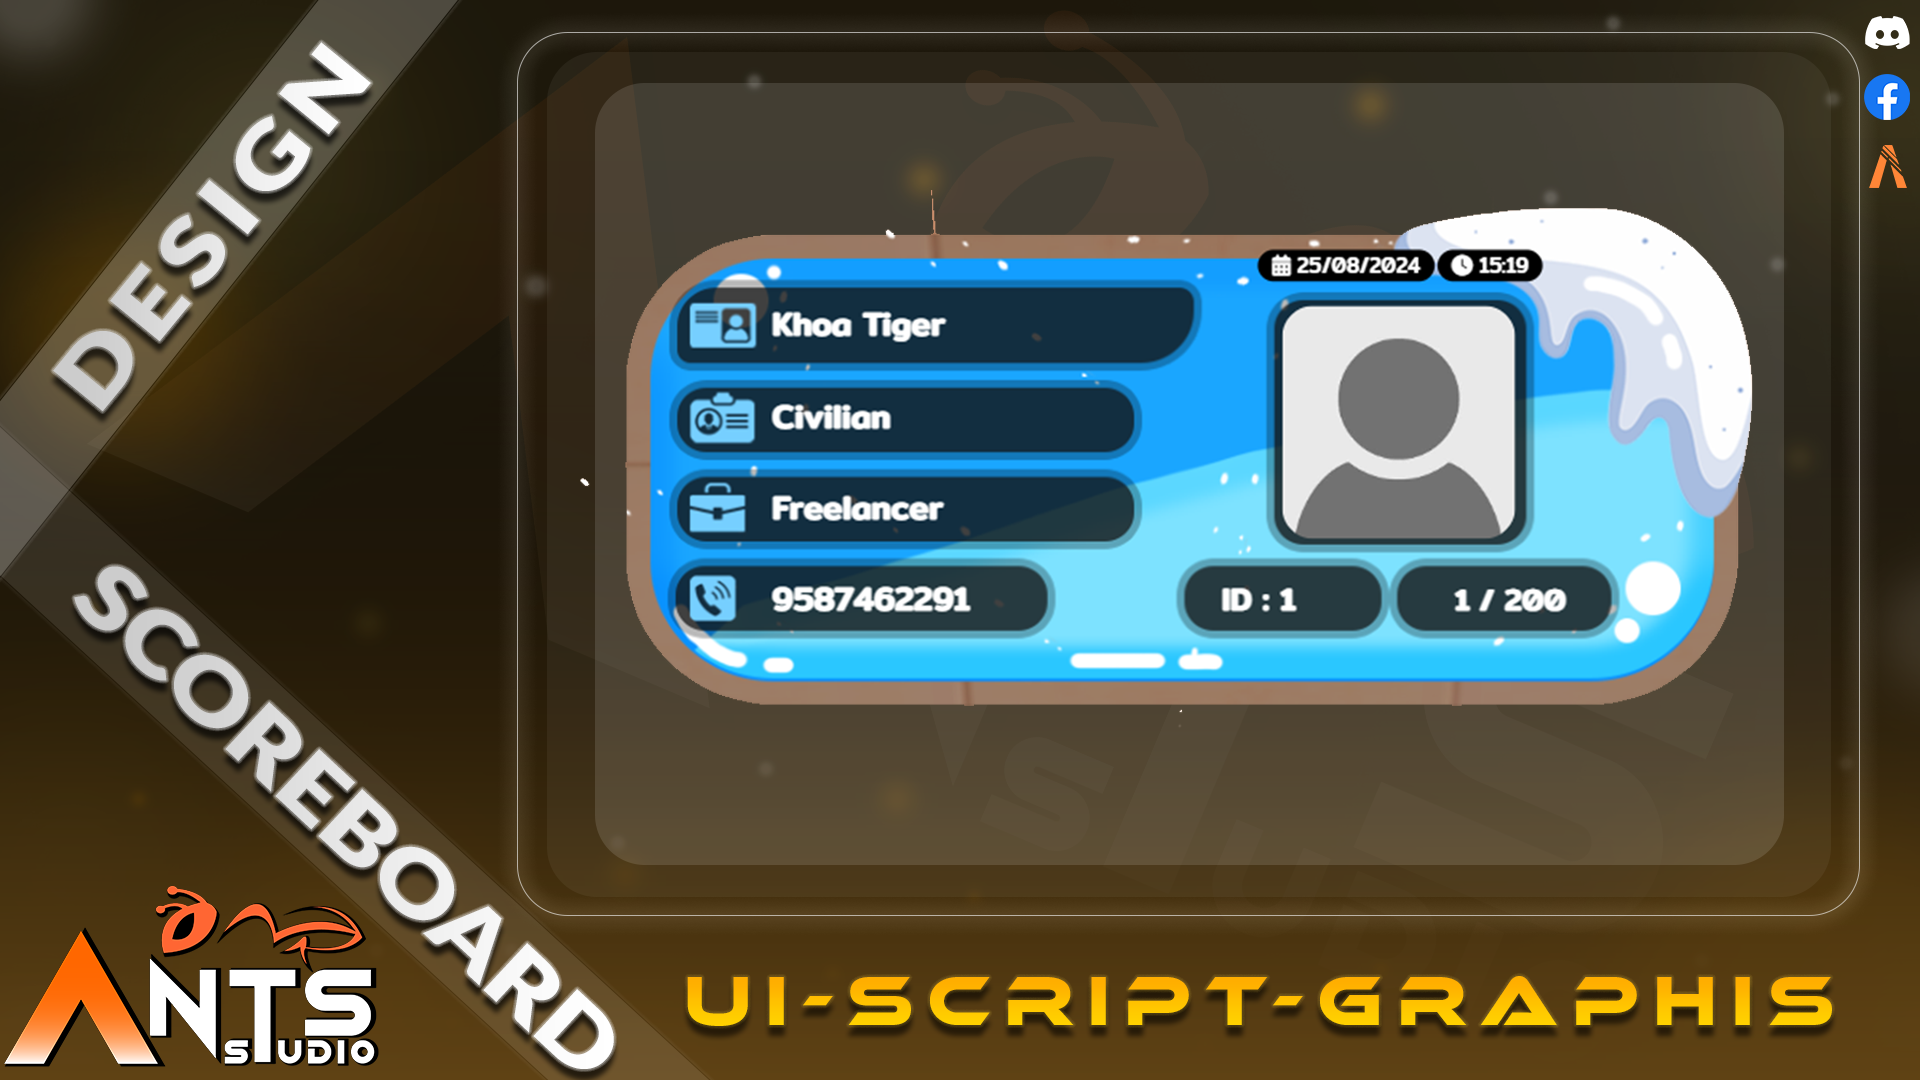 DESIGN
SCOREBOARD
25/08/2024
15:19
Khoa Tiger
Civilian
Freelancer
9587462291
ID : 1
1 / 200
ANTS
STUDIO
UI-SCRIPT-GRAPHIS